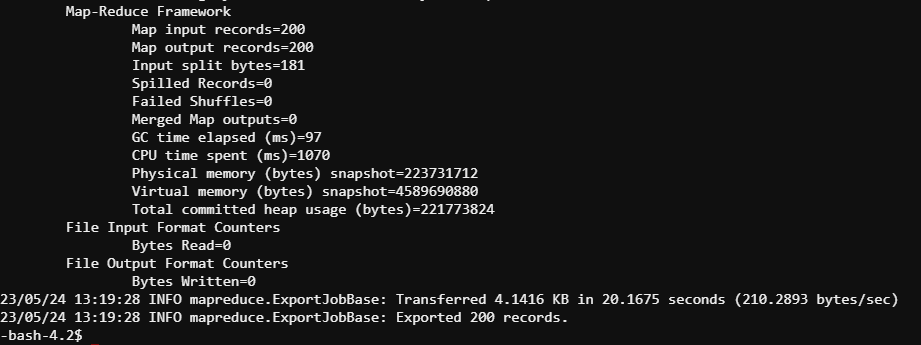 Map-Reduce Framework
Map input records=200
Map output records=200
Input split bytes=181
Spilled Records=0
Failed Shuffles=0
Merged Map outputs=0
GC time elapsed (ms)=97
CPU time spent (ms)=1070
Physical memory (bytes) snapshot=223731712
Virtual memory (bytes) snapshot=4589690880
Total committed heap usage (bytes)=221773824
File Input Format Counters
Bytes Read=0
File Output Format Counters
Bytes Written=0
23/05/24 13:19:28 INFO mapreduce.ExportJobBase: Transferred 4.1416 KB in 20.1675 seconds (210.2893 bytes/sec)
23/05/24 13:19:28 INFO mapreduce.ExportJobBase: Exported 200 records.
-bash-4.2$